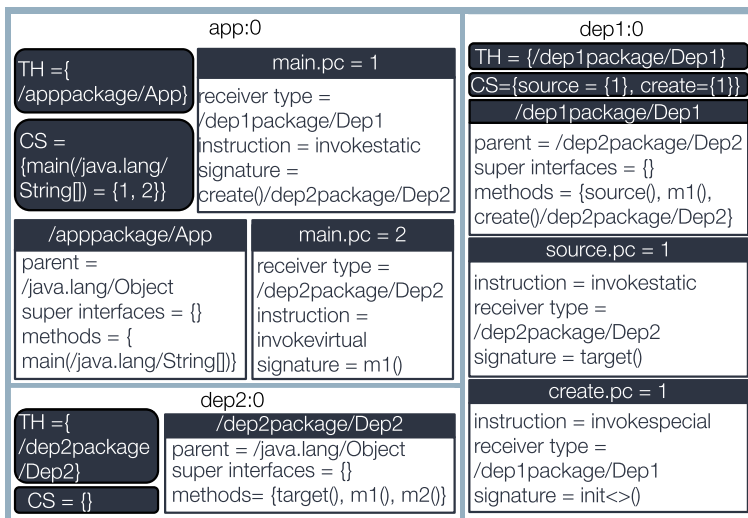 app:0
TH ={
/apppackage/App}
CS =
{main(/java.lang/
String[]) = {1, 2}}
main.pc = 1
receiver type =
/dep1package/Dep1
instruction = invokestatic
signature =
create()/dep2package/Dep2
/apppackage/App
parent =
/java.lang/Object
super interfaces = {}
methods = {
main(/java.lang/String[])}
main.pc = 2
receiver type =
/dep2package/Dep2
instruction =
invokevirtual
signature = m1()
dep2:0
TH ={
/dep2package
/Dep2}
CS = {}
/dep2package/Dep2
parent = /java.lang/Object
super interfaces = {}
methods= {target(), m1(), m2()}
dep1:0
TH = {/dep1package/Dep1}
CS={source = {1}, create={1}}
/dep1package/Dep1
parent = /dep2package/Dep2
super interfaces = {}
methods = {source(), m1(),
create()/dep2package/Dep2}
source.pc = 1
instruction = invokestatic
receiver type =
/dep2package/Dep2
signature = target()
create.pc = 1
instruction = invokespecial
receiver type =
/dep1package/Dep1
signature = init<>()